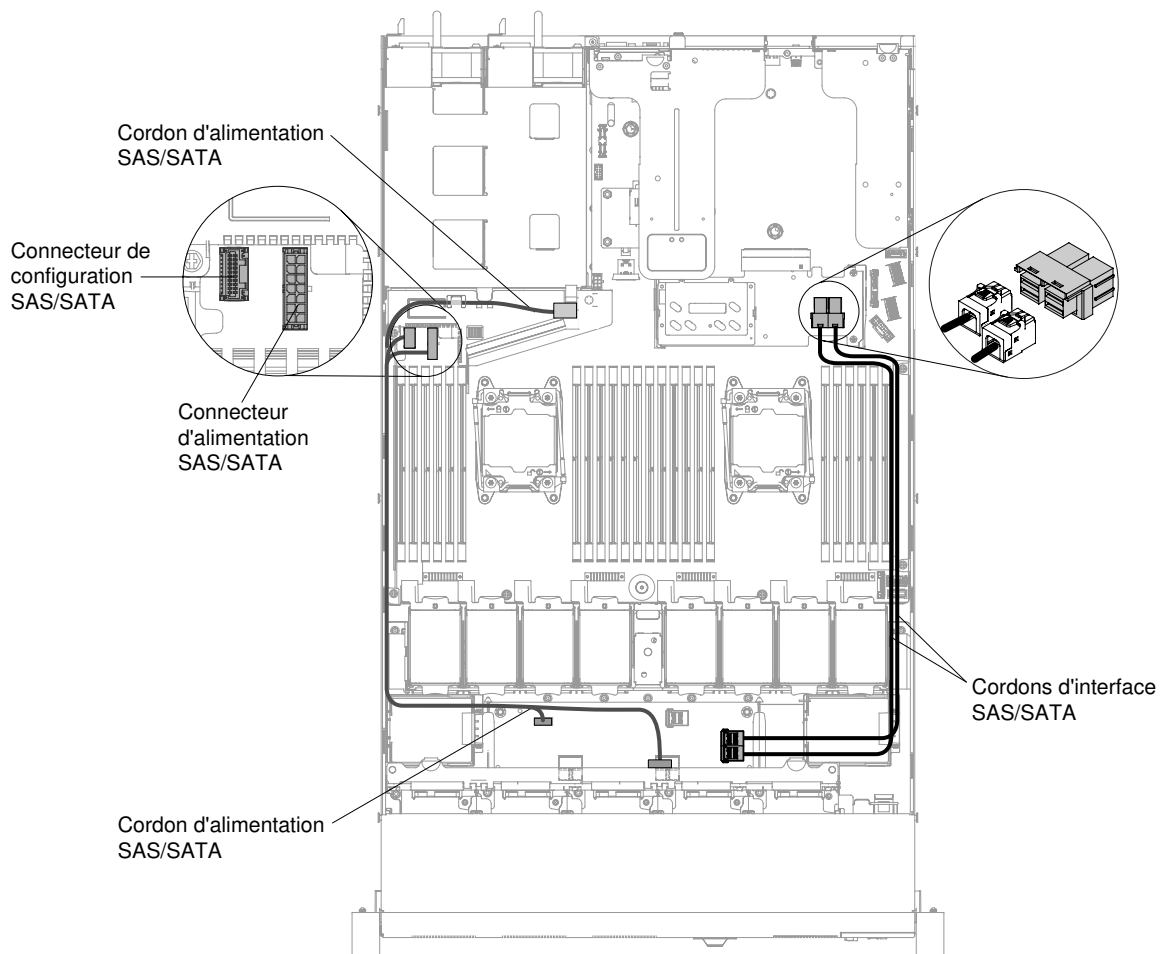 Cordon d'alimentation
SAS/SATA
Connecteur de
configuration
SAS/SATA
Connecteur
d'alimentation
SAS/SATA
Cordons d'interface
SAS/SATA
Cordon d'alimentation
SAS/SATA